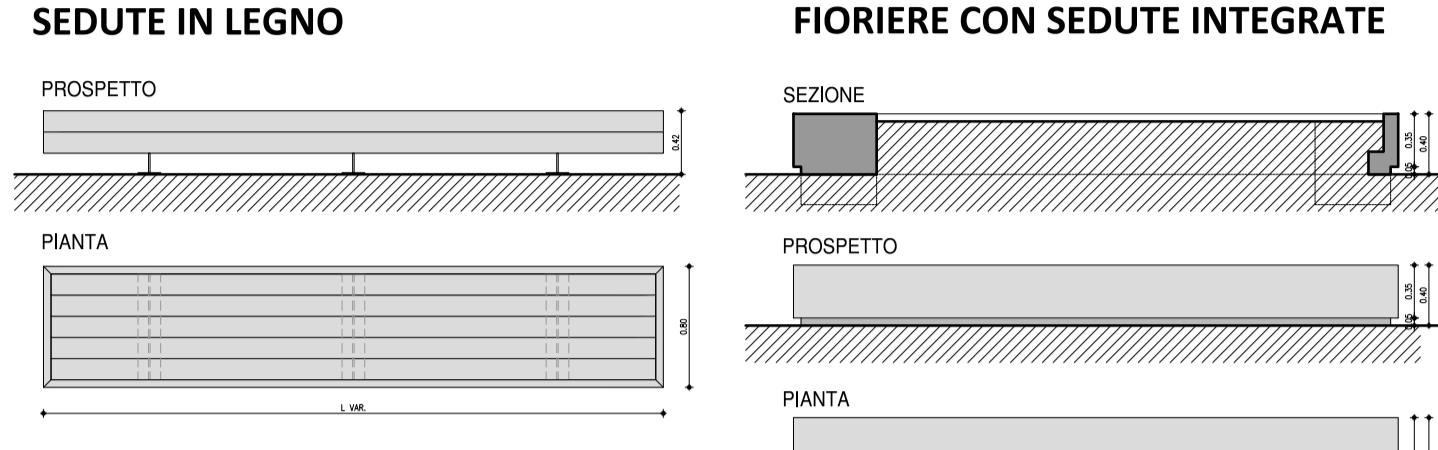 SEDUTE IN LEGNO
PROSPETTO
0.42
PIANTA
0.80
L VAR.
FIORIERE CON SEDUTE INTEGRATE
SEZIONE
0.35
0.05
0.40
PROSPETTO
0.35
0.05
0.40
PIANTA